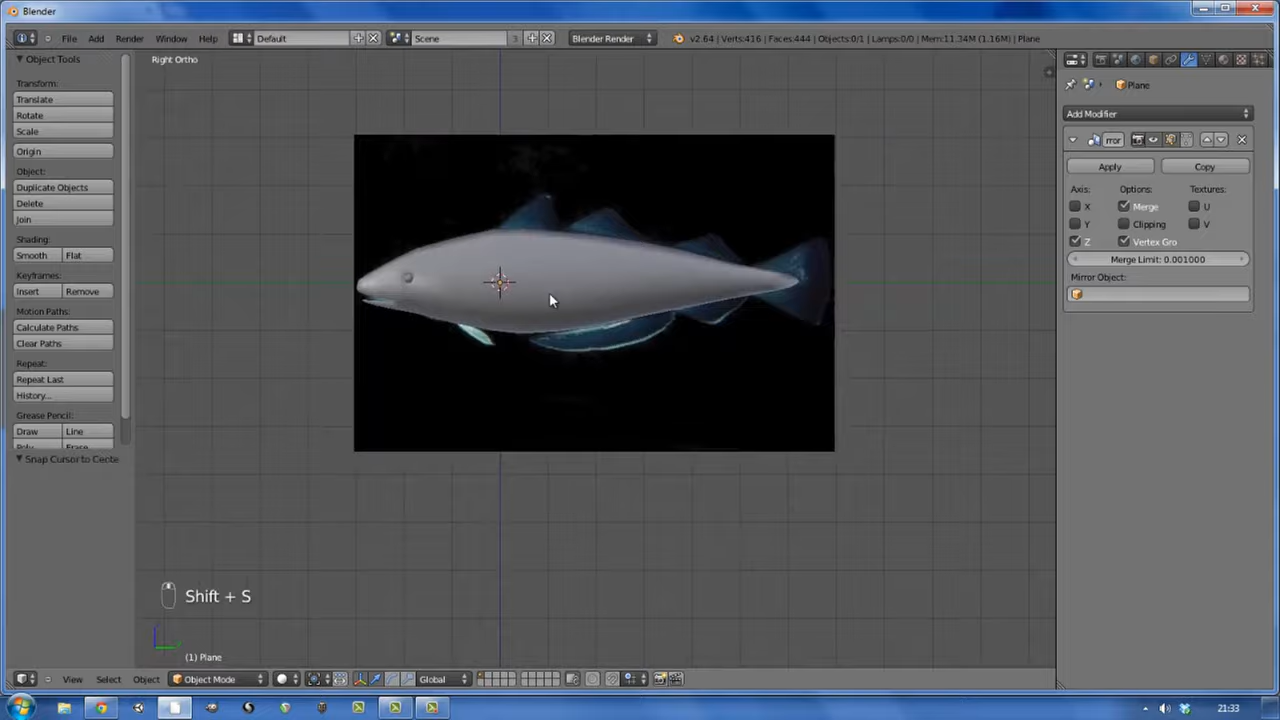 Blender
File Add Render Window Help Default Scene 3 Blender Render v2.64 | Verts:416 | Faces:444 | Objects:0/1 | Lamps:0/0 | Mem:11.34M (1.16M) | Plane
Object Tools
Right Ortho
Transform:
Translate
Rotate
Scale
Origin
Object:
Duplicate Objects
Delete
Join
Shading:
Smooth Flat
Keyframes:
Insert Remove
Motion Paths:
Calculate Paths
Clear Paths
Repeat:
Repeat Last
History...
Grease Pencil:
Draw Line
Snap Cursor to Cente
Plane
Add Modifier
rror
Apply Copy
Axis: Options: Textures:
X Merge U
Y Clipping V
Z Vertex Gro
Merge Limit: 0.001000
Mirror Object:
Shift + S
(1) Plane
View Select Object Object Mode Global
21:33